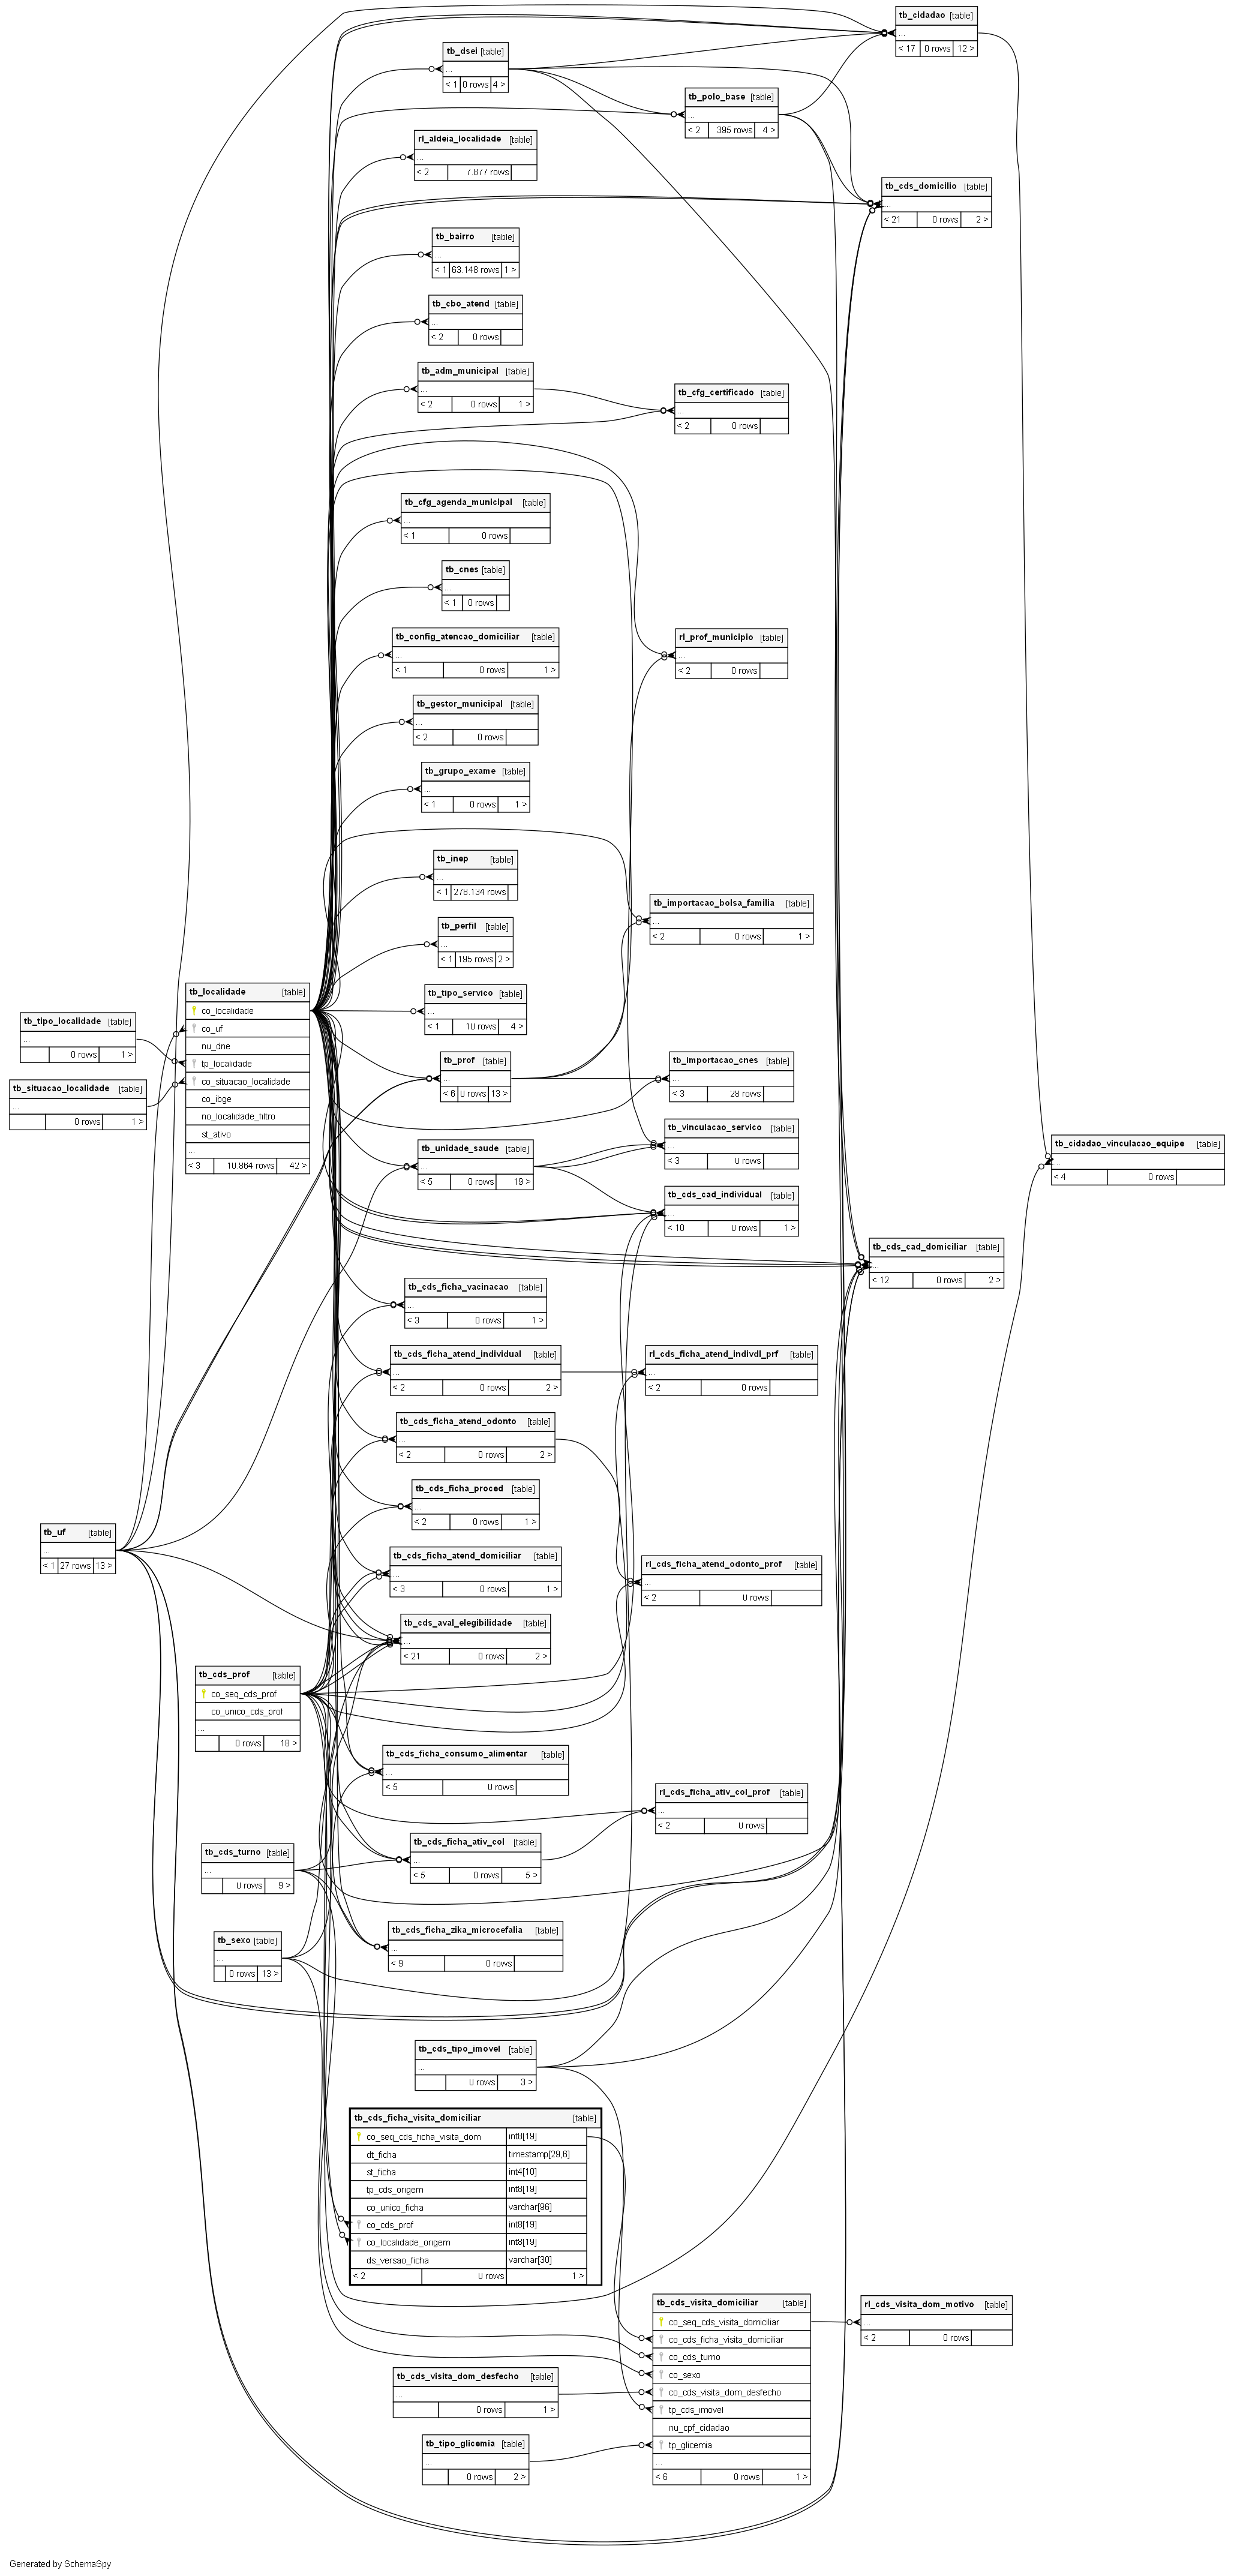 tb_cidadao [table]
...
< 17 0 rows 12 >
tb_dsei [table]
...
< 1 0 rows 4 >
tb_polo_base [table]
...
< 2 395 rows 4 >
rl_aldeia_localidade [table]
...
< 2 7.877 rows
tb_cds_domicilio [table]
...
< 21 0 rows 2 >
tb_bairro [table]
...
< 1 63.148 rows 1 >
tb_cbo_atend [table]
...
< 2 0 rows
tb_adm_municipal [table]
...
< 2 0 rows 1 >
tb_cfg_certificado [table]
...
< 2 0 rows
tb_cfg_agenda_municipal [table]
...
< 1 0 rows
tb_cnes [table]
...
< 1 0 rows
tb_config_atencao_domiciliar [table]
...
< 1 0 rows 1 >
rl_prof_municipio [table]
...
< 2 0 rows
tb_gestor_municipal [table]
...
< 2 0 rows
tb_grupo_exame [table]
...
< 1 0 rows 1 >
tb_inep [table]
...
< 1 278.134 rows
tb_importacao_bolsa_familia [table]
...
< 2 0 rows 1 >
tb_perfil [table]
...
< 1 195 rows 2 >
tb_localidade [table]
co_localidade
co_uf
nu_dne
tp_localidade
co_situacao_localidade
co_ibge
no_localidade_filtro
st_ativo
...
< 3 10.864 rows 42 >
tb_tipo_servico [table]
...
< 1 10 rows 4 >
tb_tipo_localidade [table]
...
0 rows 1 >
tb_situacao_localidade [table]
...
0 rows 1 >
tb_prof [table]
...
< 6 0 rows 13 >
tb_importacao_cnes [table]
...
< 3 28 rows
tb_vinculacao_servico [table]
...
< 3 0 rows
tb_unidade_saude [table]
...
< 5 0 rows 19 >
tb_cidadao_vinculacao_equipe [table]
...
< 4 0 rows
tb_cds_cad_individual [table]
...
< 10 0 rows 1 >
tb_cds_cad_domiciliar [table]
...
< 12 0 rows 2 >
tb_cds_ficha_vacinacao [table]
...
< 3 0 rows 1 >
tb_cds_ficha_atend_individual [table]
...
< 2 0 rows 2 >
rl_cds_ficha_atend_indivdl_prf [table]
...
< 2 0 rows
tb_cds_ficha_atend_odonto [table]
...
< 2 0 rows 2 >
tb_cds_ficha_proced [table]
...
< 2 0 rows 1 >
tb_uf [table]
...
< 1 27 rows 13 >
tb_cds_ficha_atend_domiciliar [table]
...
< 3 0 rows 1 >
rl_cds_ficha_atend_odonto_prof [table]
...
< 2 0 rows
tb_cds_aval_elegibilidade [table]
...
< 21 0 rows 2 >
tb_cds_prof [table]
co_seq_cds_prof
co_unico_cds_prof
...
0 rows 18 >
tb_cds_ficha_consumo_alimentar [table]
...
< 5 0 rows
rl_cds_ficha_ativ_col_prof [table]
...
< 2 0 rows
tb_cds_ficha_ativ_col [table]
...
< 5 0 rows 5 >
tb_cds_turno [table]
...
0 rows 9 >
tb_cds_ficha_zika_microcefalia [table]
...
< 9 0 rows
tb_sexo [table]
...
0 rows 13 >
tb_cds_tipo_imovel [table]
...
0 rows 3 >
tb_cds_ficha_visita_domiciliar [table]
co_seq_cds_ficha_visita_dom int8[19]
dt_ficha timestamp[29,6]
st_ficha int4[10]
tp_cds_origem int8[19]
co_unico_ficha varchar[96]
co_cds_prof int8[19]
co_localidade_origem int8[19]
ds_versao_ficha varchar[30]
< 2 0 rows 1 >
tb_cds_visita_domiciliar [table]
co_seq_cds_visita_domiciliar
co_cds_ficha_visita_domiciliar
co_cds_turno
co_sexo
co_cds_visita_dom_desfecho
tp_cds_imovel
nu_cpf_cidadao
tp_glicemia
...
< 6 0 rows 1 >
rl_cds_visita_dom_motivo [table]
...
< 2 0 rows
tb_cds_visita_dom_desfecho [table]
...
0 rows 1 >
tb_tipo_glicemia [table]
...
0 rows 2 >
Generated by SchemaSpy